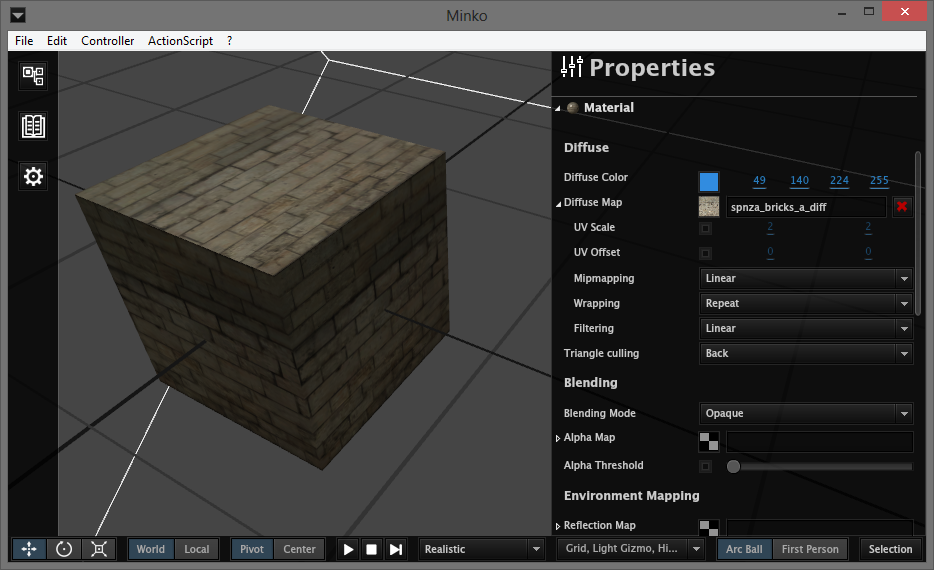 Minko
File Edit Controller ActionScript ?
Properties
Material
Diffuse
Diffuse Color 49 140 224 255
Diffuse Map spnza_bricks_a_diff
UV Scale 2 2
UV Offset 0 0
Mipmapping Linear
Wrapping Repeat
Filtering Linear
Triangle culling Back
Blending
Blending Mode Opaque
Alpha Map
Alpha Threshold
Environment Mapping
Reflection Map
World Local Pivot Center Realistic Grid, Light Gizmo, Hi... Arc Ball First Person Selection